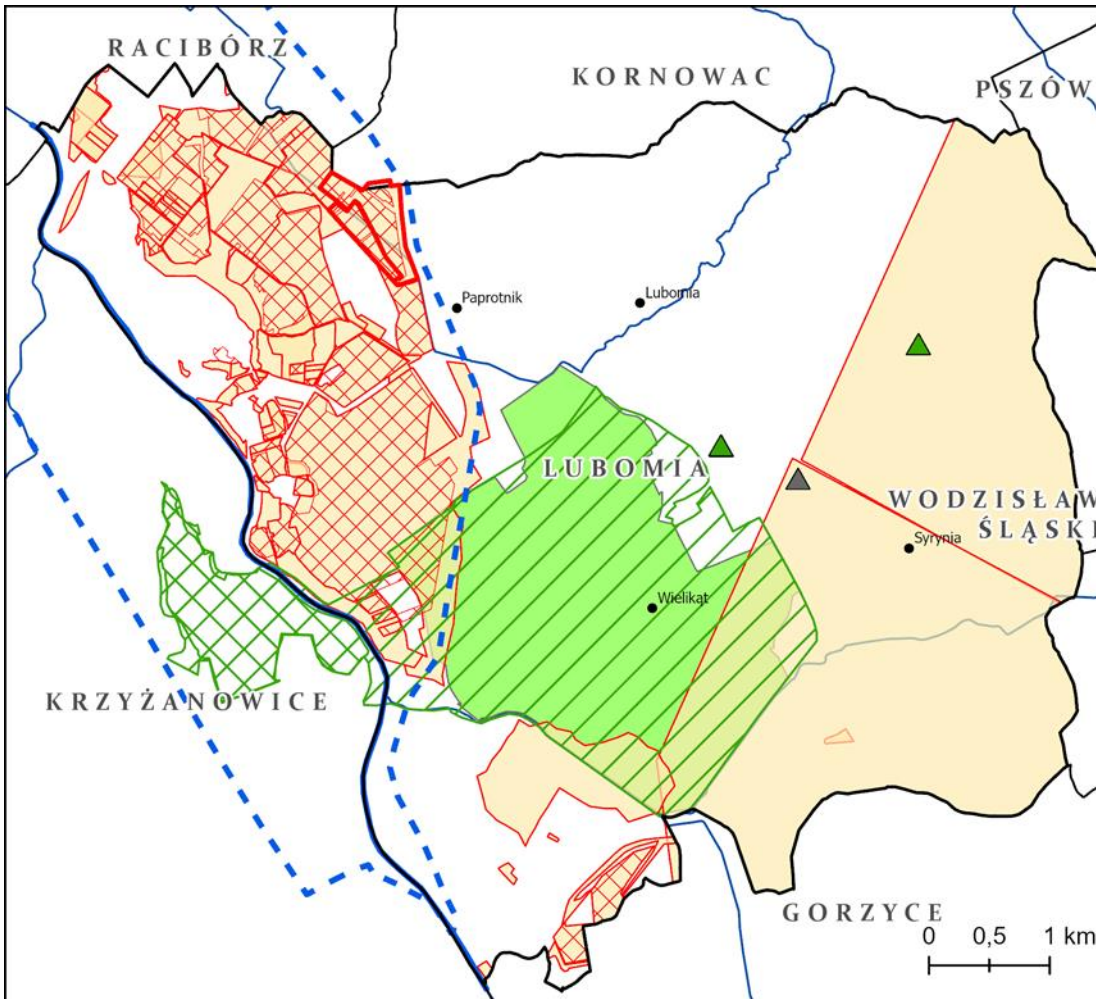 RACIBÓRZ
KORNOWAC
PSZÓW
Paprotnik
Lubomia
LUBOMIA
WODZISŁAW
ŚLĄSKI
Syrynia
Wielikąt
KRZYŻANOWICE
GORZYCE
0 0,5 1 km